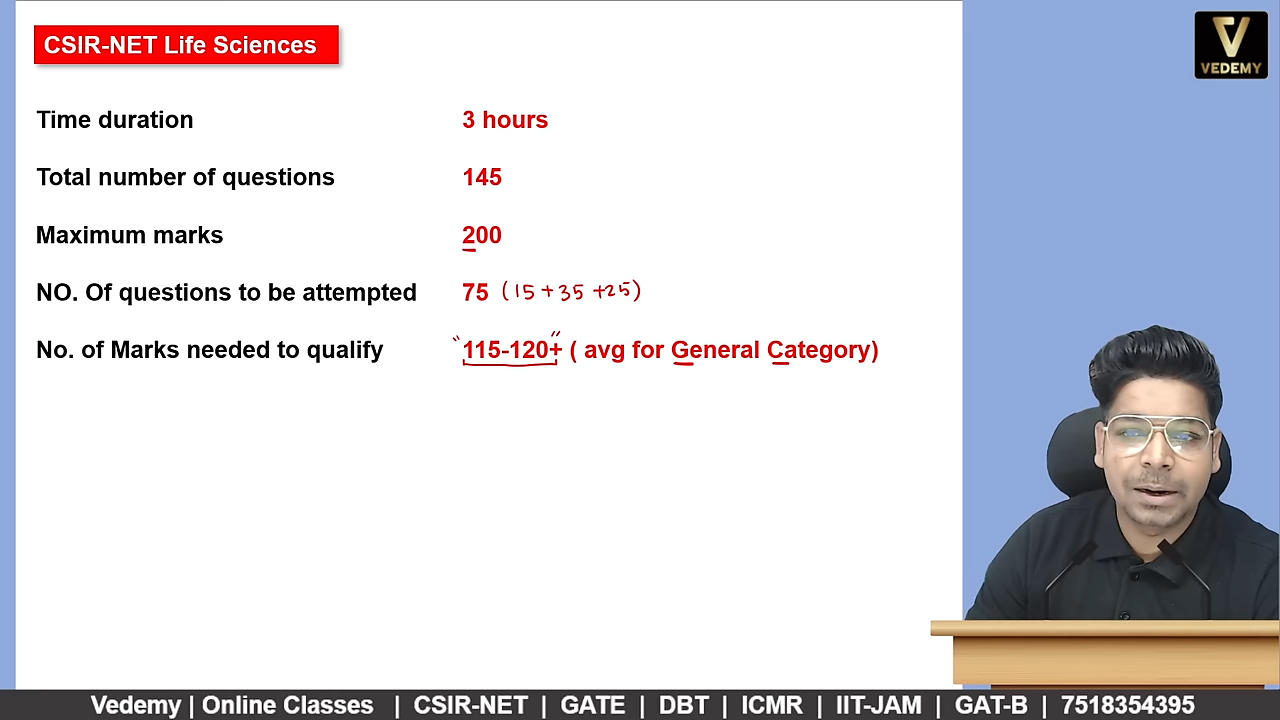 CSIR-NET Life Sciences
VEDEMY
Time duration 3 hours
Total number of questions 145
Maximum marks 200
NO. Of questions to be attempted 75 (15+35+25)
No. of Marks needed to qualify "115-120+" ( avg for General Category)
Vedemy | Online Classes | CSIR-NET | GATE | DBT | ICMR | IIT-JAM | GAT-B | 7518354395